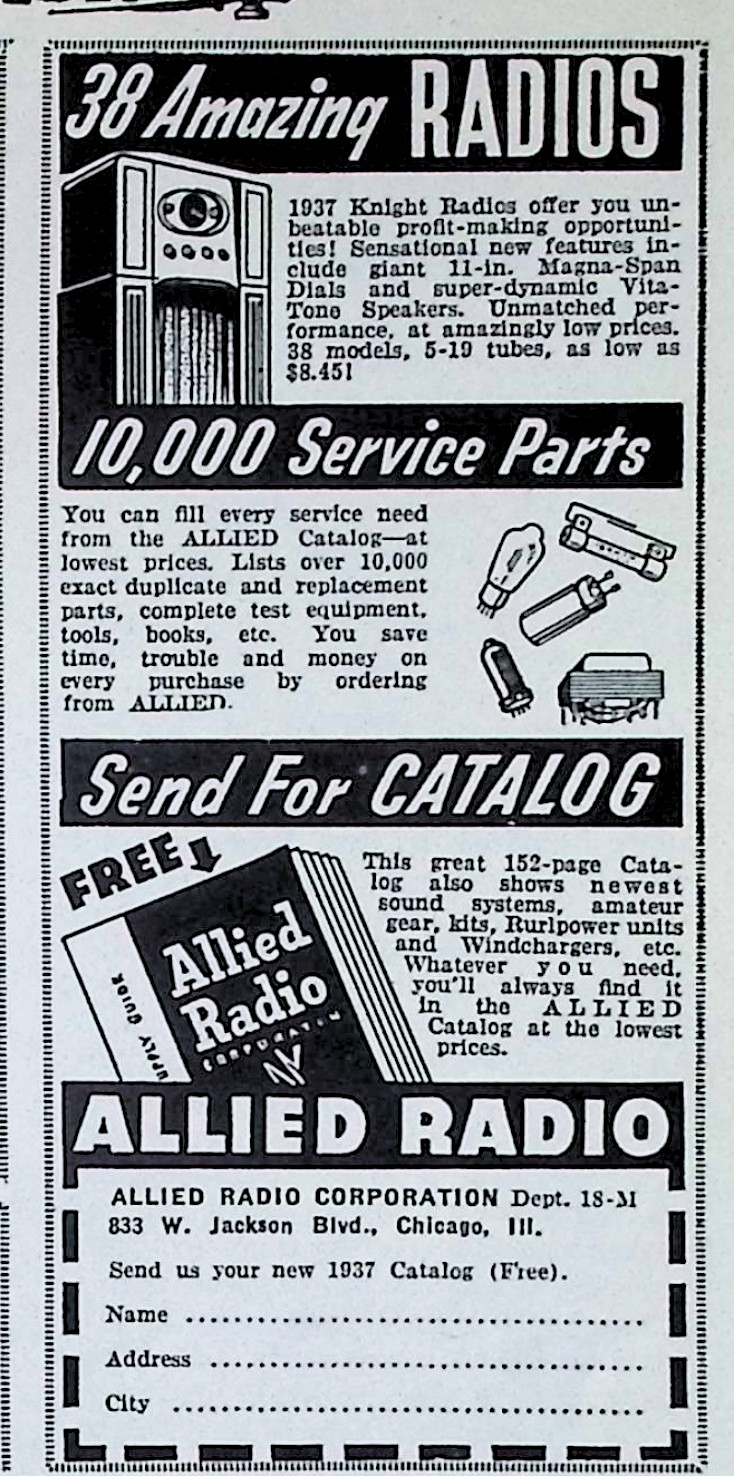 38 Amazing RADIOS
1937 Knight Radios offer you un-
beatable profit-making opportuni-
ties! Sensational new features in-
clude giant 11-in. Magna-Span
Dials and super-dynamic Vita-
Tone Speakers. Unmatched per-
formance, at amazingly low prices.
38 models, 5-19 tubes, as low as
$8.45!
10,000 Service Parts
You can fill every service need
from the ALLIED Catalog—at
lowest prices. Lists over 10,000
exact duplicate and replacement
parts, complete test equipment,
tools, books, etc. You save
time, trouble and money on
every purchase by ordering
from ALLIED.
Send For CATALOG
FREE
This great 152-page Cata-
log also shows newest
sound systems, amateur
gear, kits, Rurlpower units
and Windchargers, etc.
Whatever you need,
you'll always find it
in the ALLIED
Catalog at the lowest
prices.
Allied
Radio
CORPORATION
UPPLY GUIDE
ALLIED RADIO
ALLIED RADIO CORPORATION Dept. 18-M
833 W. Jackson Blvd., Chicago, Ill.
Send us your new 1937 Catalog (Free).
Name
Address
City